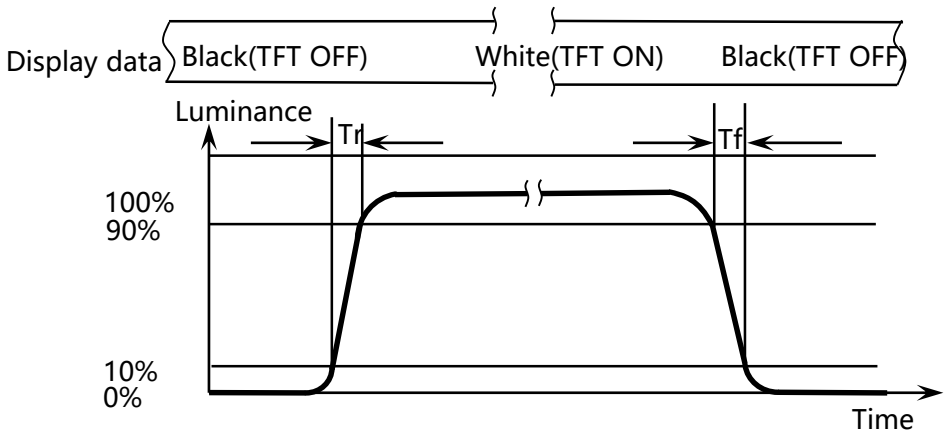 Display data Black(TFT OFF) White(TFT ON) Black(TFT OFF)
Luminance
Tr Tf
100%
90%
10%
0%
Time